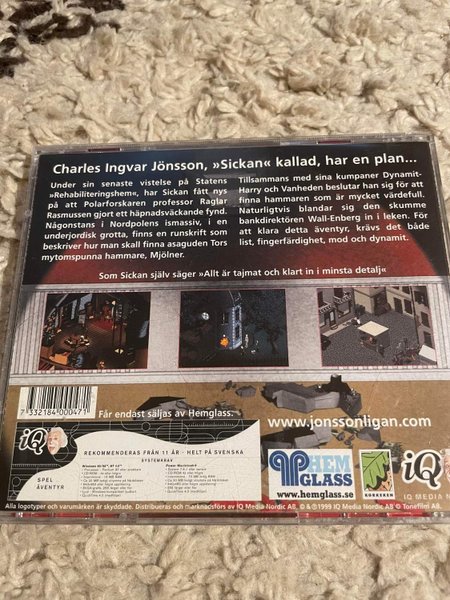 Charles Ingvar Jönsson, »Sickan« kallad, har en plan...
Under sin senaste vistelse på Statens
»Rehabiliteringshem«, har Sickan fått nys
på att Polarforskaren professor Raglar
Rasmussen gjort ett häpnadsväckande fynd.
Någonstans i Nordpolens ismassiv, i en
underjordisk grotta, finns en runskrift som
beskriver hur man skall finna asaguden Tors
mytomspunna hammare, Mjölner.
Tillsammans med sina kumpaner Dynamit-
Harry och Vanheden beslutar han sig för att
finna hammaren som är mycket värdefull.
Naturligtvis blandar sig den skumme
bankdirektören Wall-Enberg in i leken. För
att klara detta äventyr, krävs det både
list, fingerfärdighet, mod och dynamit.
Som Sickan själv säger »Allt är tajmat och klart in i minsta detalj«
7 332184 000471
Får endast säljas av Hemglass.
www.jonssonligan.com
iQ
SPEL
ÄVENTYR
REKOMMENDERAS FRÅN 11 ÅR · HELT PÅ SVENSKA
SYSTEMKRAV
HEM
GLASS
www.hemglass.se
KORKSKEN
iQ
IQ MEDIA
Alla logotyper och varumärken är skyddade. Distribueras och marknadsförs av IQ Media Nordic AB. © &℗1999 IQ Media Nordic AB © Tonefilm AB.